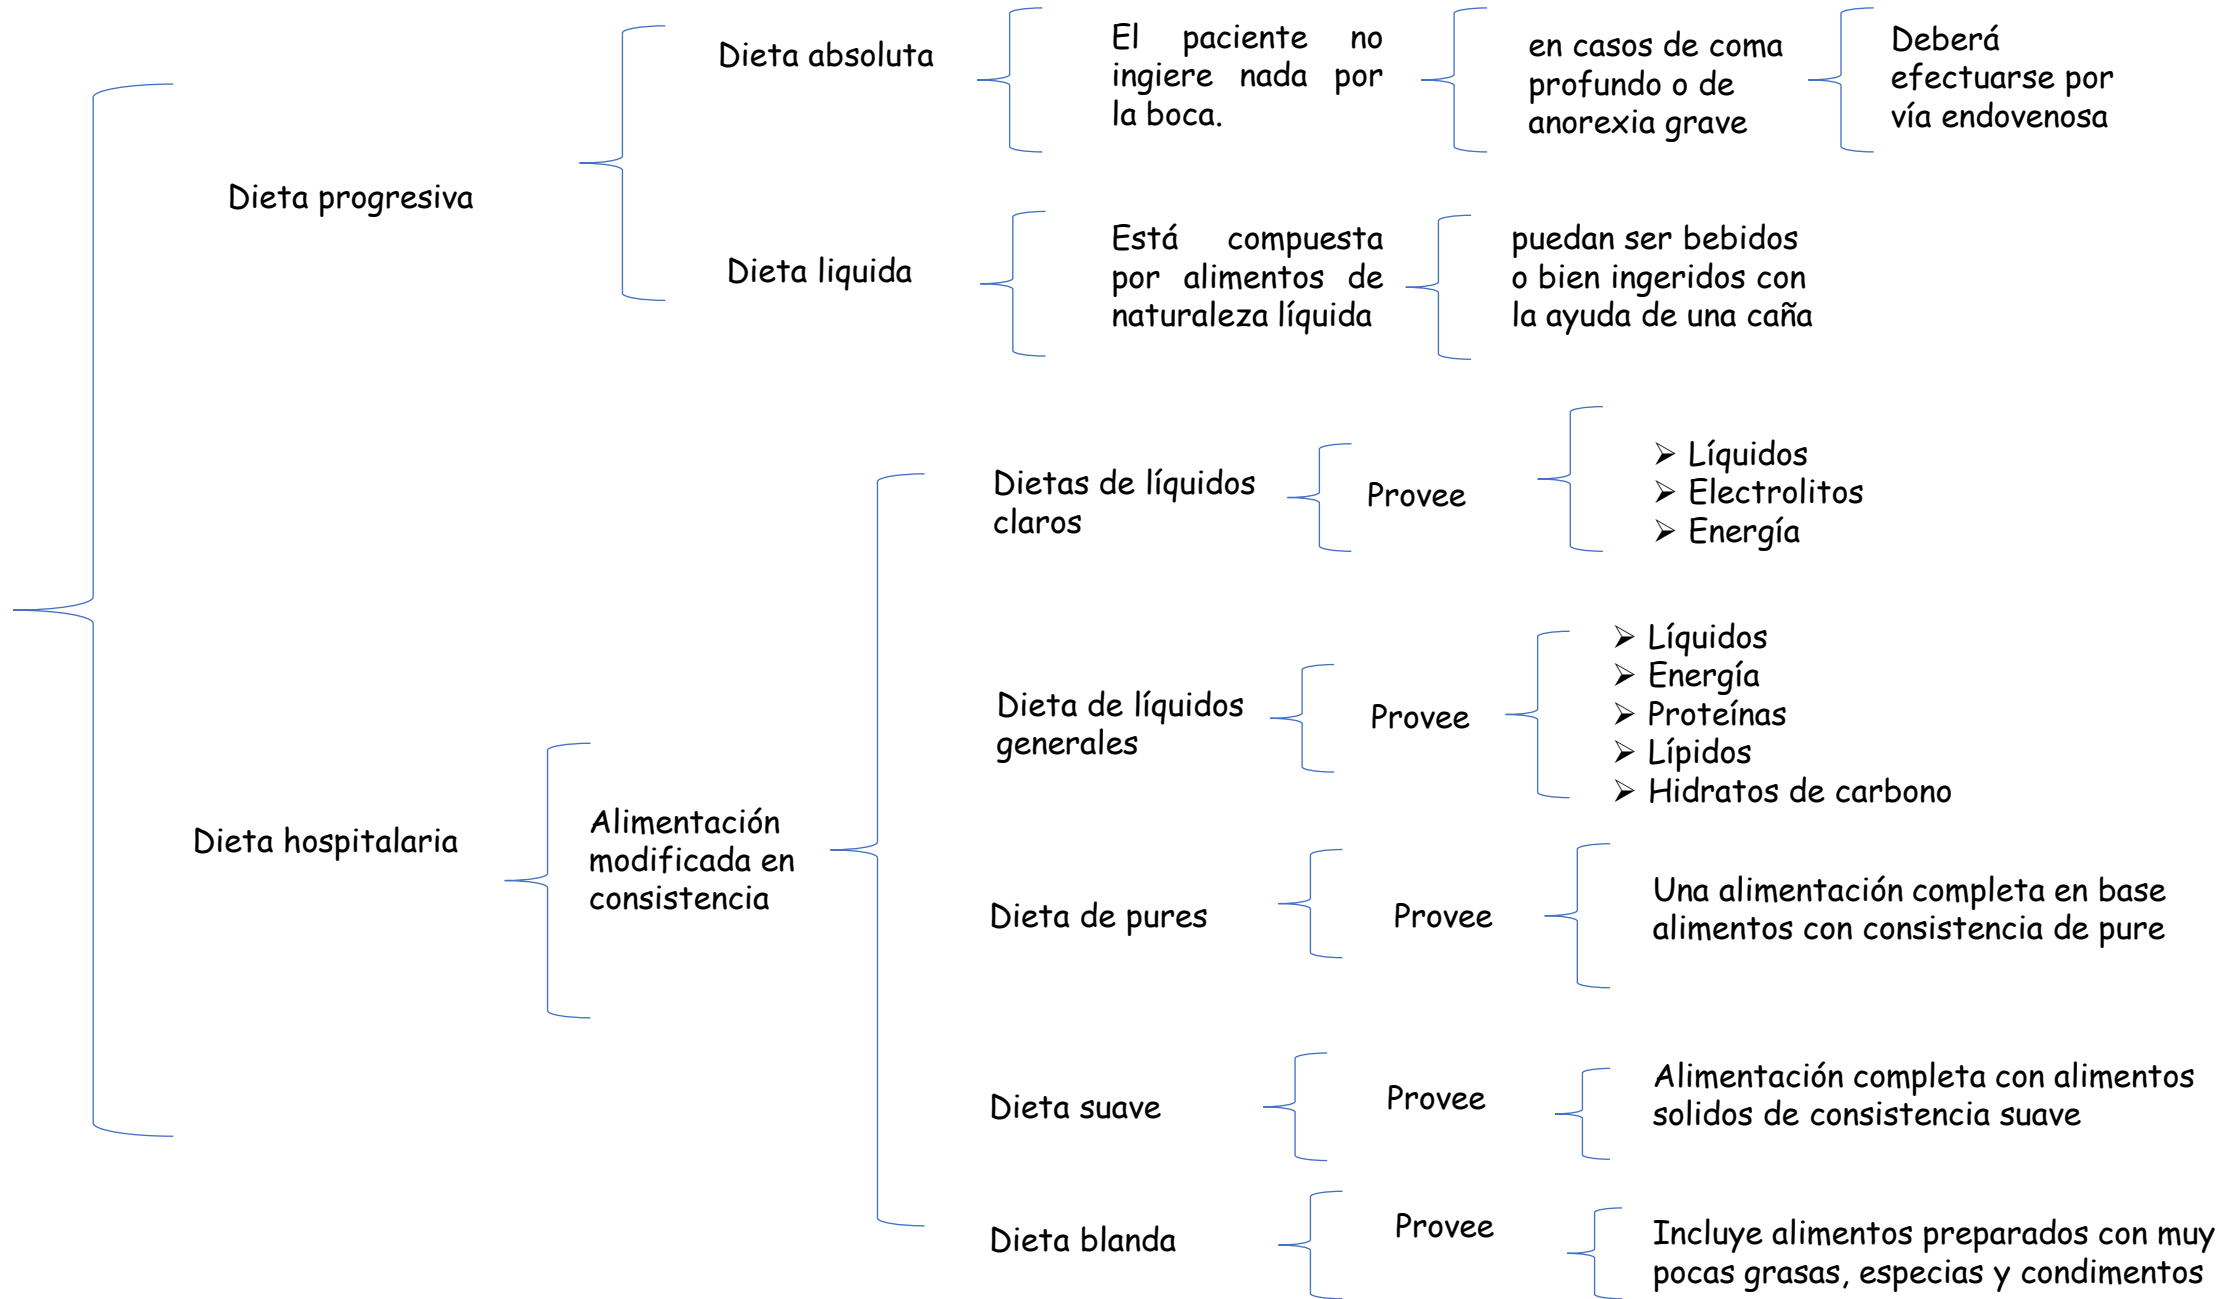 Dieta progresiva
Dieta absoluta
El paciente no
ingiere nada por
la boca.
en casos de coma
profundo o de
anorexia grave
Deberá
efectuarse por
vía endovenosa
Dieta liquida
Está compuesta
por alimentos de
naturaleza líquida
puedan ser bebidos
o bien ingeridos con
la ayuda de una caña
Dieta hospitalaria
Alimentación
modificada en
consistencia
Dietas de líquidos
claros
Provee
➢ Líquidos
➢ Electrolitos
➢ Energía
Dieta de líquidos
generales
Provee
➢ Líquidos
➢ Energía
➢ Proteínas
➢ Lípidos
➢ Hidratos de carbono
Dieta de pures
Provee
Una alimentación completa en base
alimentos con consistencia de pure
Dieta suave
Provee
Alimentación completa con alimentos
solidos de consistencia suave
Dieta blanda
Provee
Incluye alimentos preparados con muy
pocas grasas, especias y condimentos